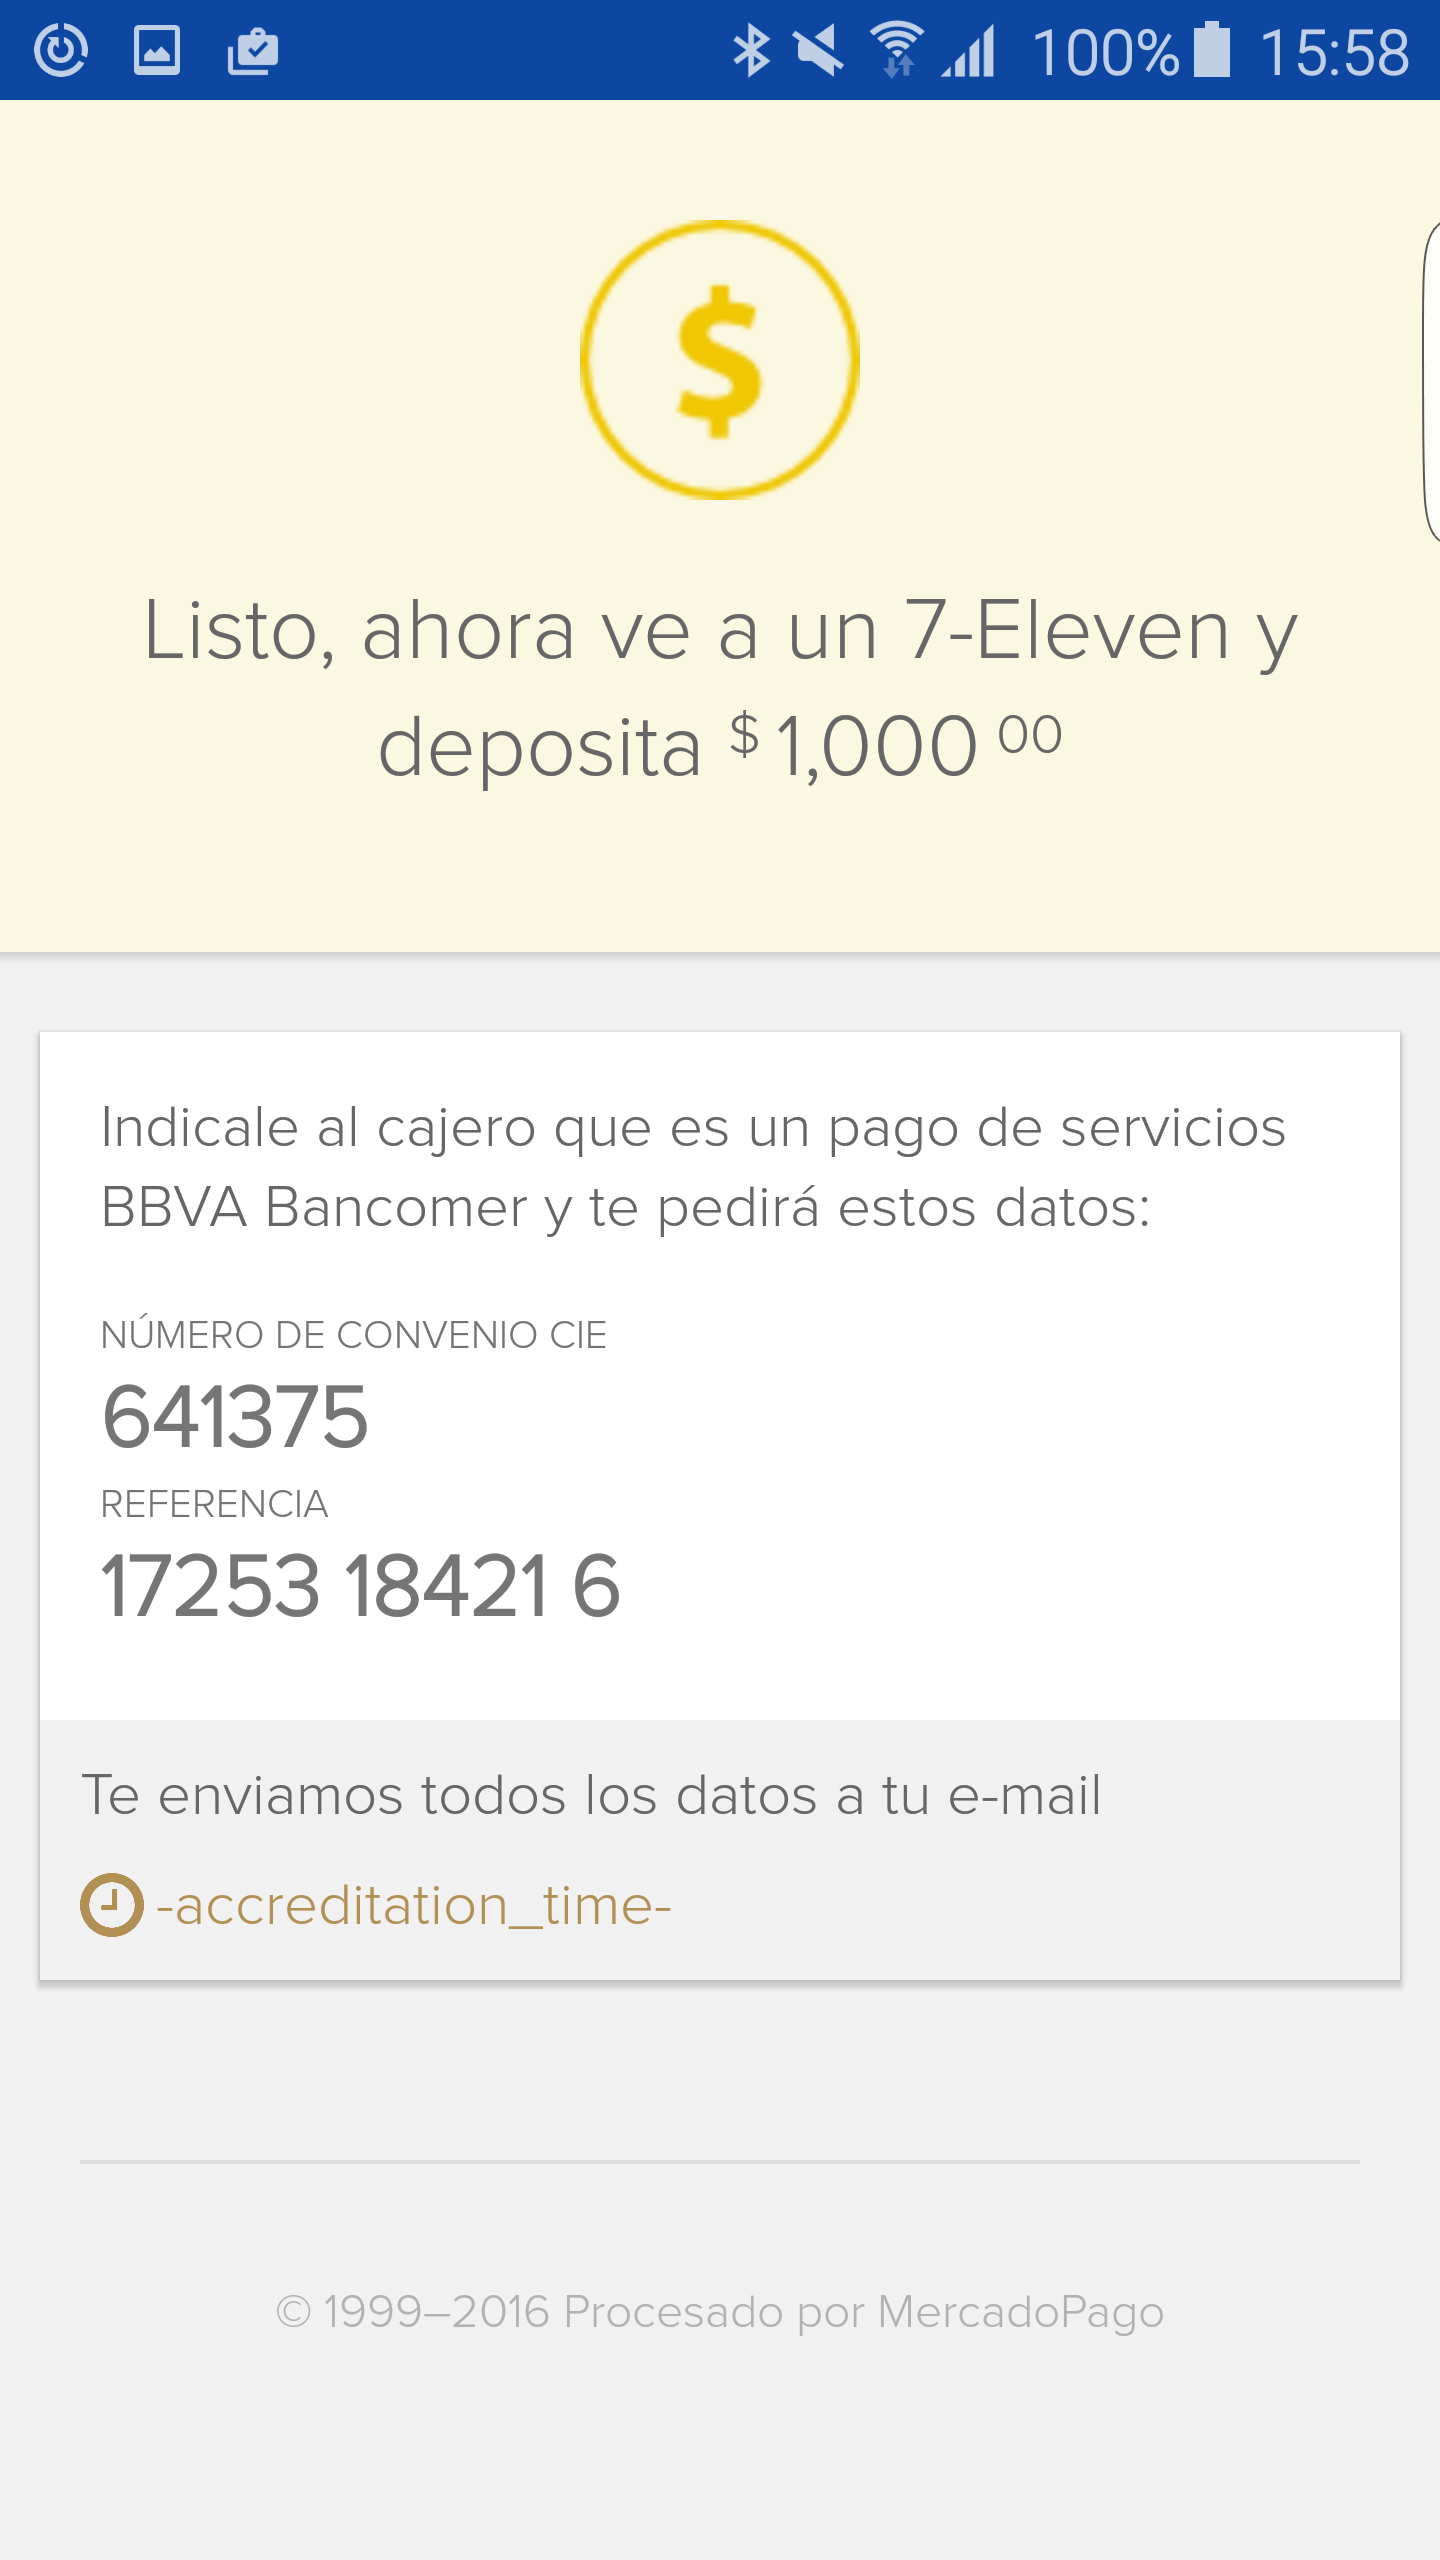 100% 15:58
$
Listo, ahora ve a un 7-Eleven y
deposita $ 1,000 00
Indicale al cajero que es un pago de servicios
BBVA Bancomer y te pedirá estos datos:
NÚMERO DE CONVENIO CIE
641375
REFERENCIA
17253 18421 6
Te enviamos todos los datos a tu e-mail
-accreditation_time-
© 1999–2016 Procesado por MercadoPago